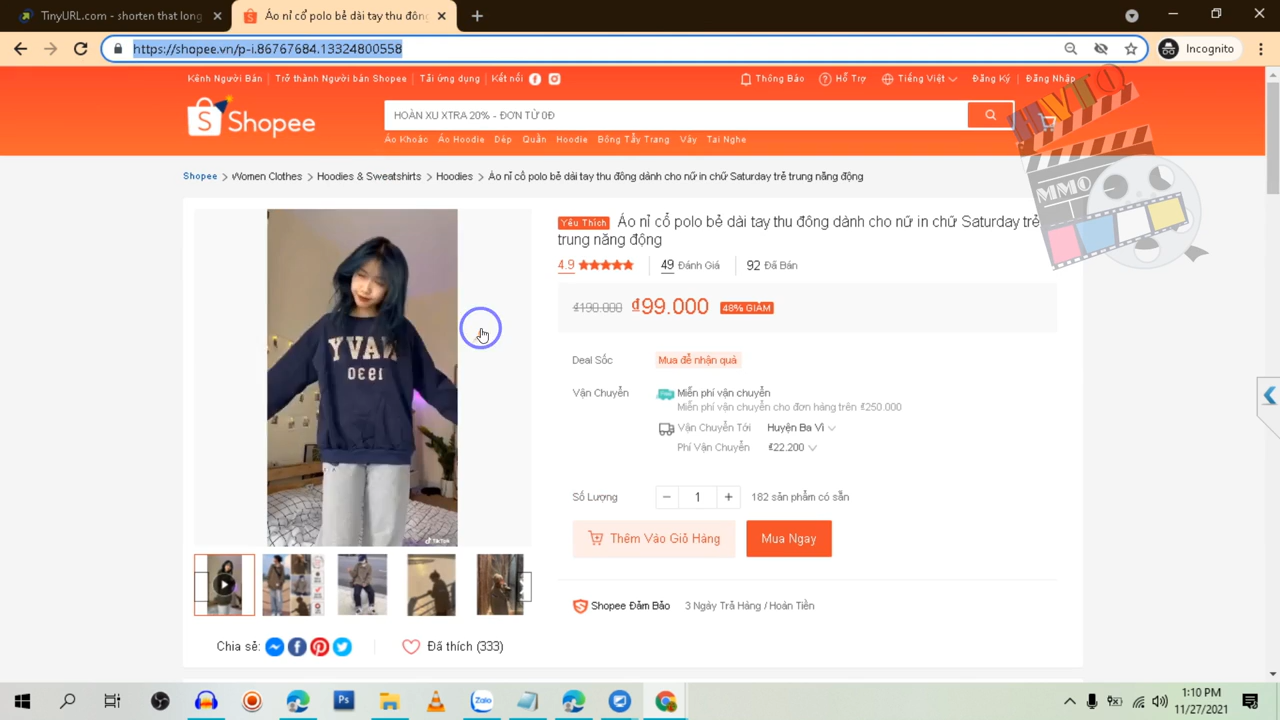 TinyURL.com - shorten that long
Áo nỉ cổ polo bẻ dài tay thu đông
https://shopee.vn/p-i.86767684.13324800558
Incognito
Kênh Người Bán
Trở thành Người bán Shopee
Tải ứng dụng
Kết nối
Thông Báo
Hỗ Trợ
Tiếng Việt
Đăng Ký
Đăng Nhập
Shopee
HOÀN XU XTRA 20% - ĐƠN TỪ 0Đ
Áo Khoác Áo Hoodie Dép Quần Hoodie Bông Tẩy Trang Váy Tai Nghe
MMO
Shopee > Women Clothes > Hoodies & Sweatshirts > Hoodies > Áo nỉ cổ polo bẻ dài tay thu đông dành cho nữ in chữ Saturday trẻ trung năng động
Yêu Thích Áo nỉ cổ polo bẻ dài tay thu đông dành cho nữ in chữ Saturday trẻ
trung năng động
4.9
49 Đánh Giá
92 Đã Bán
₫190.000 ₫99.000 48% GIẢM
NAVY
1930
TikTok
Deal Sốc
Mua để nhận quà
Vận Chuyển
Miễn phí vận chuyển
Miễn phí vận chuyển cho đơn hàng trên ₫250.000
Vận Chuyển Tới Huyện Ba Vì
Phí Vận Chuyển ₫22.200
Số Lượng
1
182 sản phẩm có sẵn
Thêm Vào Giỏ Hàng
Mua Ngay
Shopee Đảm Bảo 3 Ngày Trả Hàng / Hoàn Tiền
Chia sẻ:
Đã thích (333)
Ps
Zalo
1:10 PM
11/27/2021